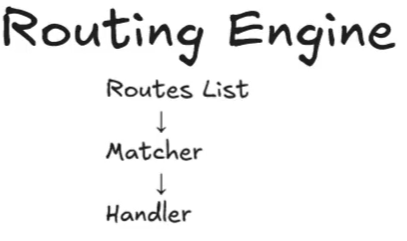 Routing Engine
Routes List
↓
Matcher
↓
Handler